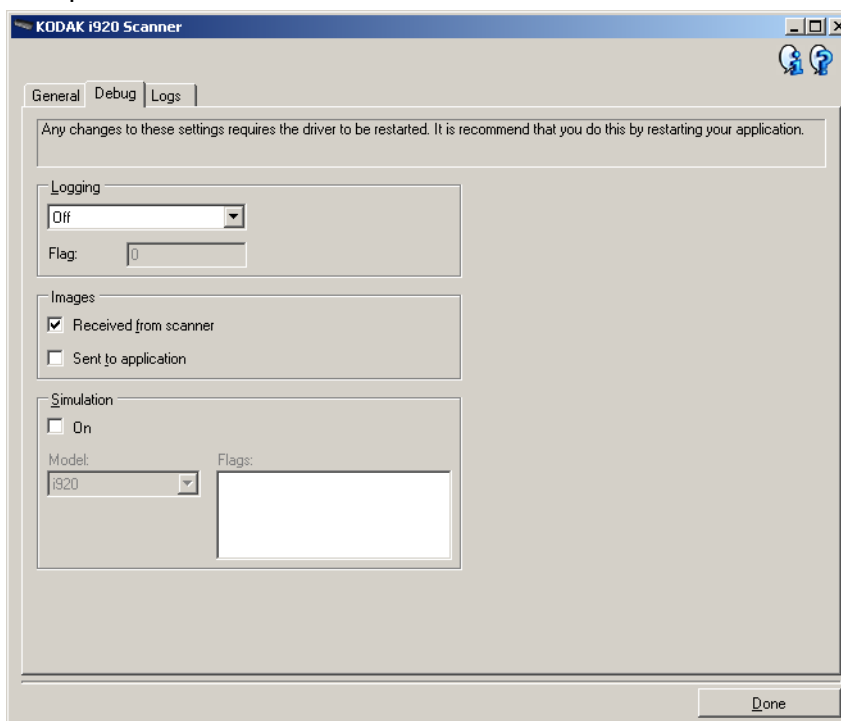 KODAK i920 Scanner
General Debug Logs
Any changes to these settings requires the driver to be restarted. It is recommend that you do this by restarting your application.
Logging
Off
Flag: 0
Images
Received from scanner
Sent to application
Simulation
On
Model: Flags:
i920
Done